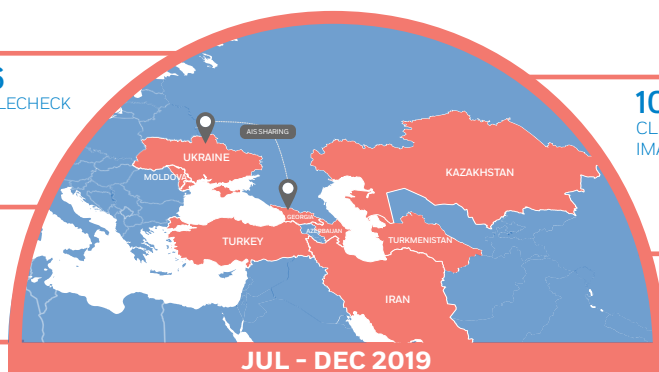 LECHECK
10
CL
IMA
AIS SHARING
UKRAINE
MOLDOVA
KAZAKHSTAN
GEORGIA
AZERBAIJAN
TURKEY
TURKMENISTAN
IRAN
JUL - DEC 2019